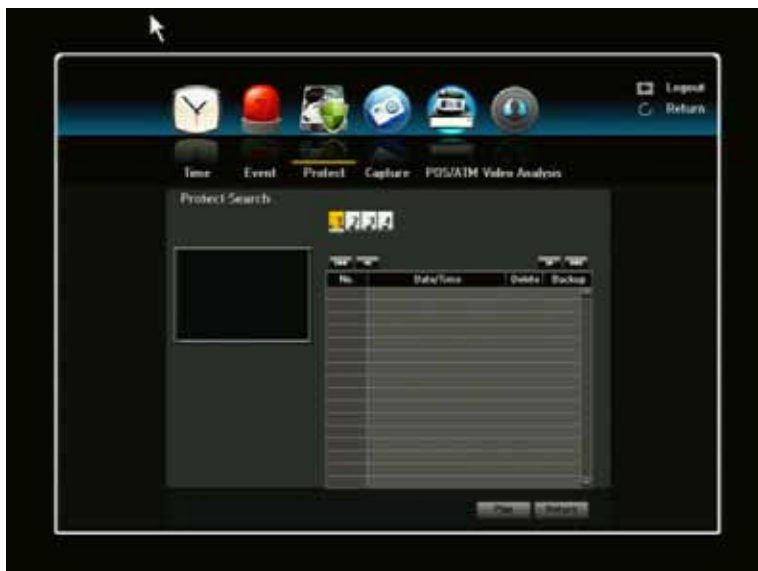 Logout
Return
Time Event Protect Capture POS/ATM Video Analysis
Protect Search
1 2 3 4
No. Date/Time Delete Backup
Play Return